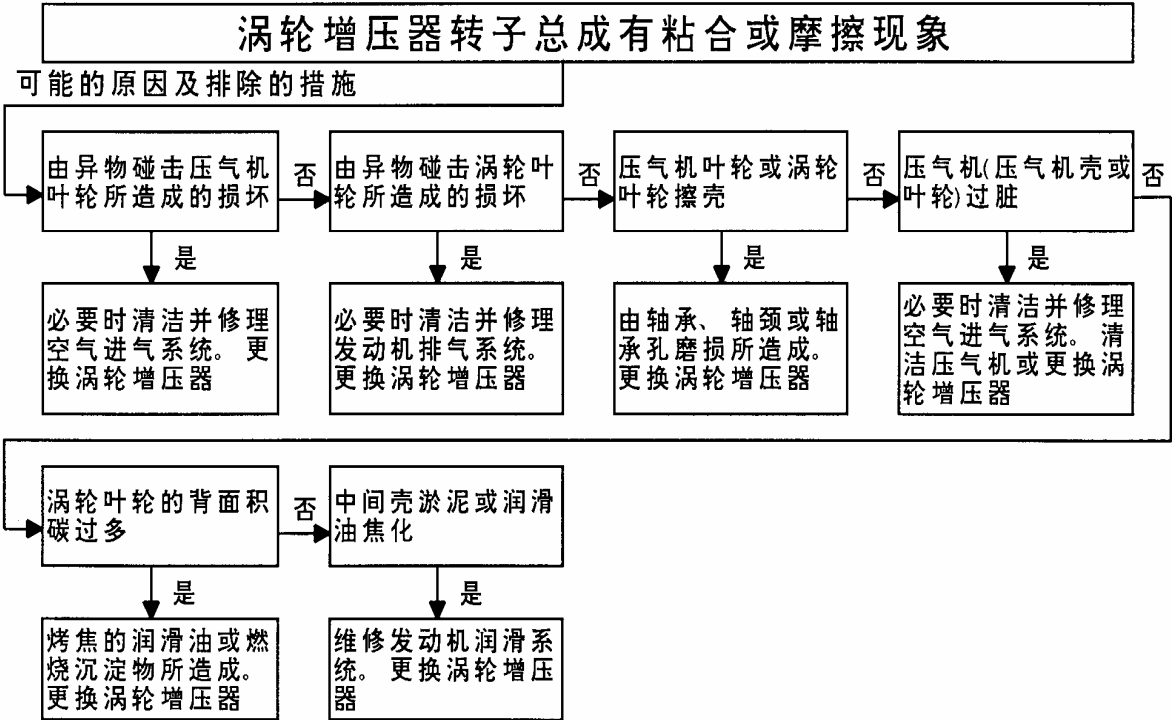 涡轮增压器转子总成有粘合或摩擦现象
可能的原因及排除的措施
由异物碰击压气机
叶轮所造成的损坏
否
由异物碰击涡轮叶
轮所造成的损坏
否
压气机叶轮或涡轮
叶轮擦壳
否
压气机(压气机壳或
叶轮)过脏
否
是
是
是
是
必要时清洁并修理
空气进气系统。更
换涡轮增压器
必要时清洁并修理
发动机排气系统。
更换涡轮增压器
由轴承、轴颈或轴
承孔磨损所造成。
更换涡轮增压器
必要时清洁并修理
空气进气系统。清
洁压气机或更换涡
轮增压器
涡轮叶轮的背面积
碳过多
否
中间壳淤泥或润滑
油焦化
是
是
烤焦的润滑油或燃
烧沉淀物所造成。
更换涡轮增压器
维修发动机润滑系
统。更换涡轮增压
器